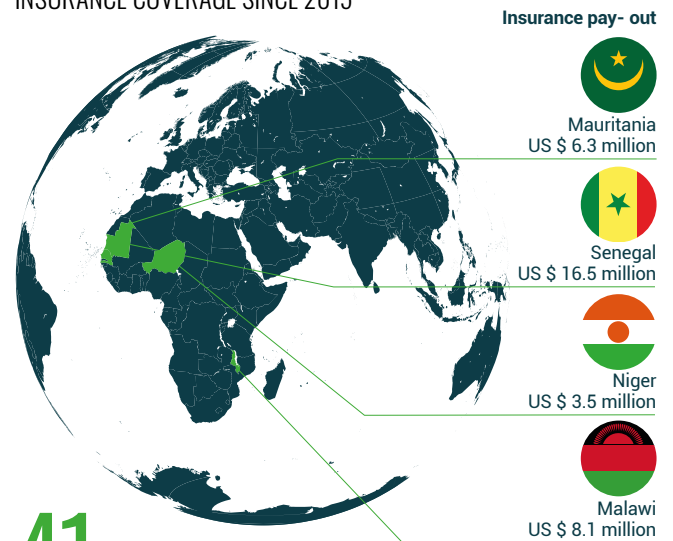 INSURANCE COVERAGE SINCE 2015
Insurance pay- out
Mauritania
US $ 6.3 million
Senegal
US $ 16.5 million
Niger
US $ 3.5 million
Malawi
US $ 8.1 million
41